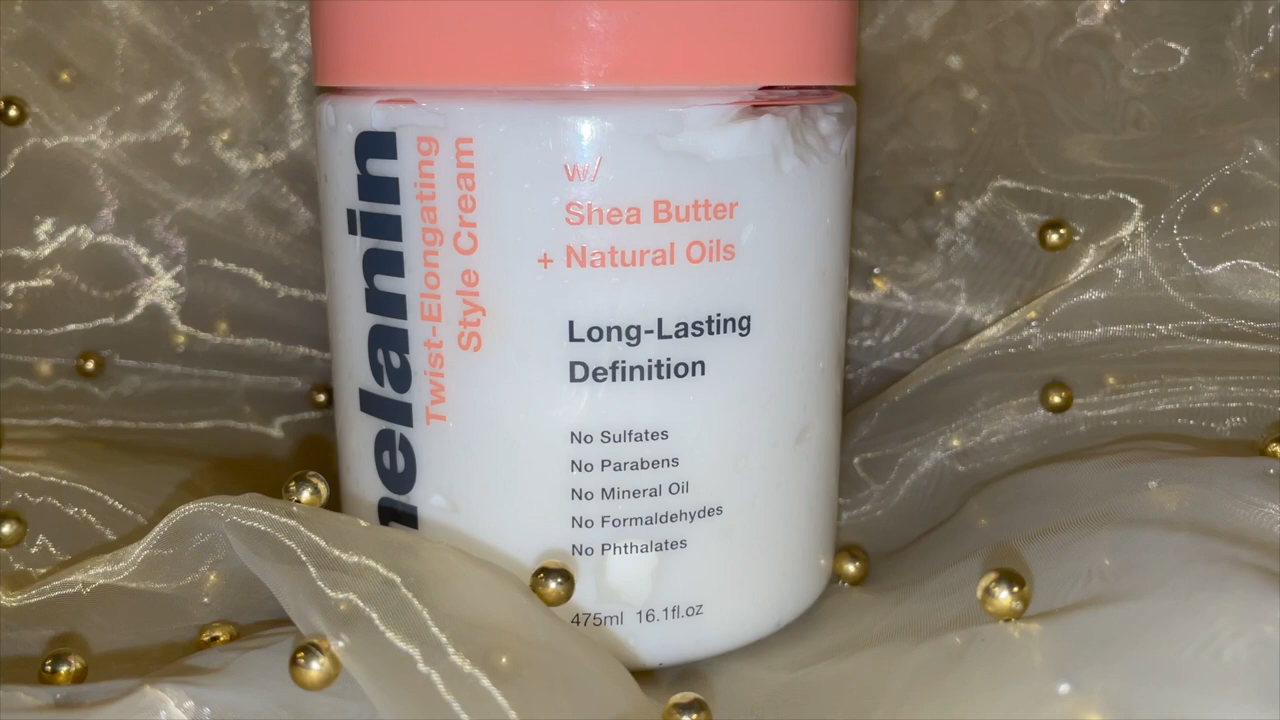 melanin
Twist-Elongating
Style Cream
w/
Shea Butter
+ Natural Oils
Long-Lasting
Definition
No Sulfates
No Parabens
No Mineral Oil
No Formaldehydes
No Phthalates
475ml 16.1fl.oz